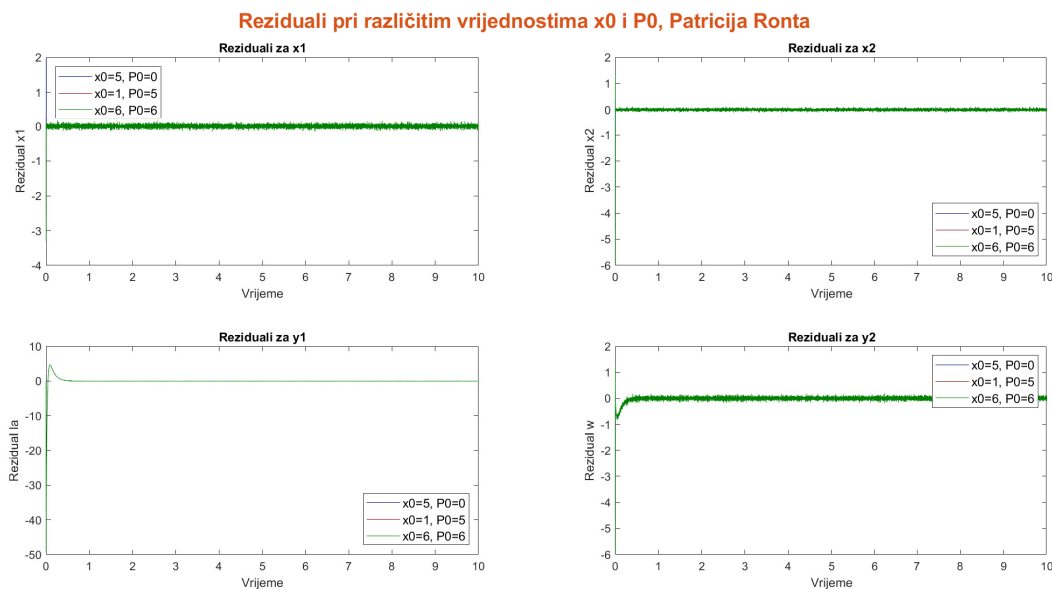 Reziduali pri različitim vrijednostima x0 i P0, Patricija Ronta
Reziduali za x1
2
1
0
-1
-2
-3
-4
Rezidual x1
x0=5, P0=0
x0=1, P0=5
x0=6, P0=6
0 1 2 3 4 5 6 7 8 9 10
Vrijeme
Reziduali za x2
2
1
0
-1
-2
-3
-4
-5
-6
Rezidual x2
x0=5, P0=0
x0=1, P0=5
x0=6, P0=6
0 1 2 3 4 5 6 7 8 9 10
Vrijeme
Reziduali za y1
10
0
-10
-20
-30
-40
-50
Rezidual Ia
x0=5, P0=0
x0=1, P0=5
x0=6, P0=6
0 1 2 3 4 5 6 7 8 9 10
Vrijeme
Reziduali za y2
2
1
0
-1
-2
-3
-4
-5
-6
Rezidual w
x0=5, P0=0
x0=1, P0=5
x0=6, P0=6
0 1 2 3 4 5 6 7 8 9 10
Vrijeme